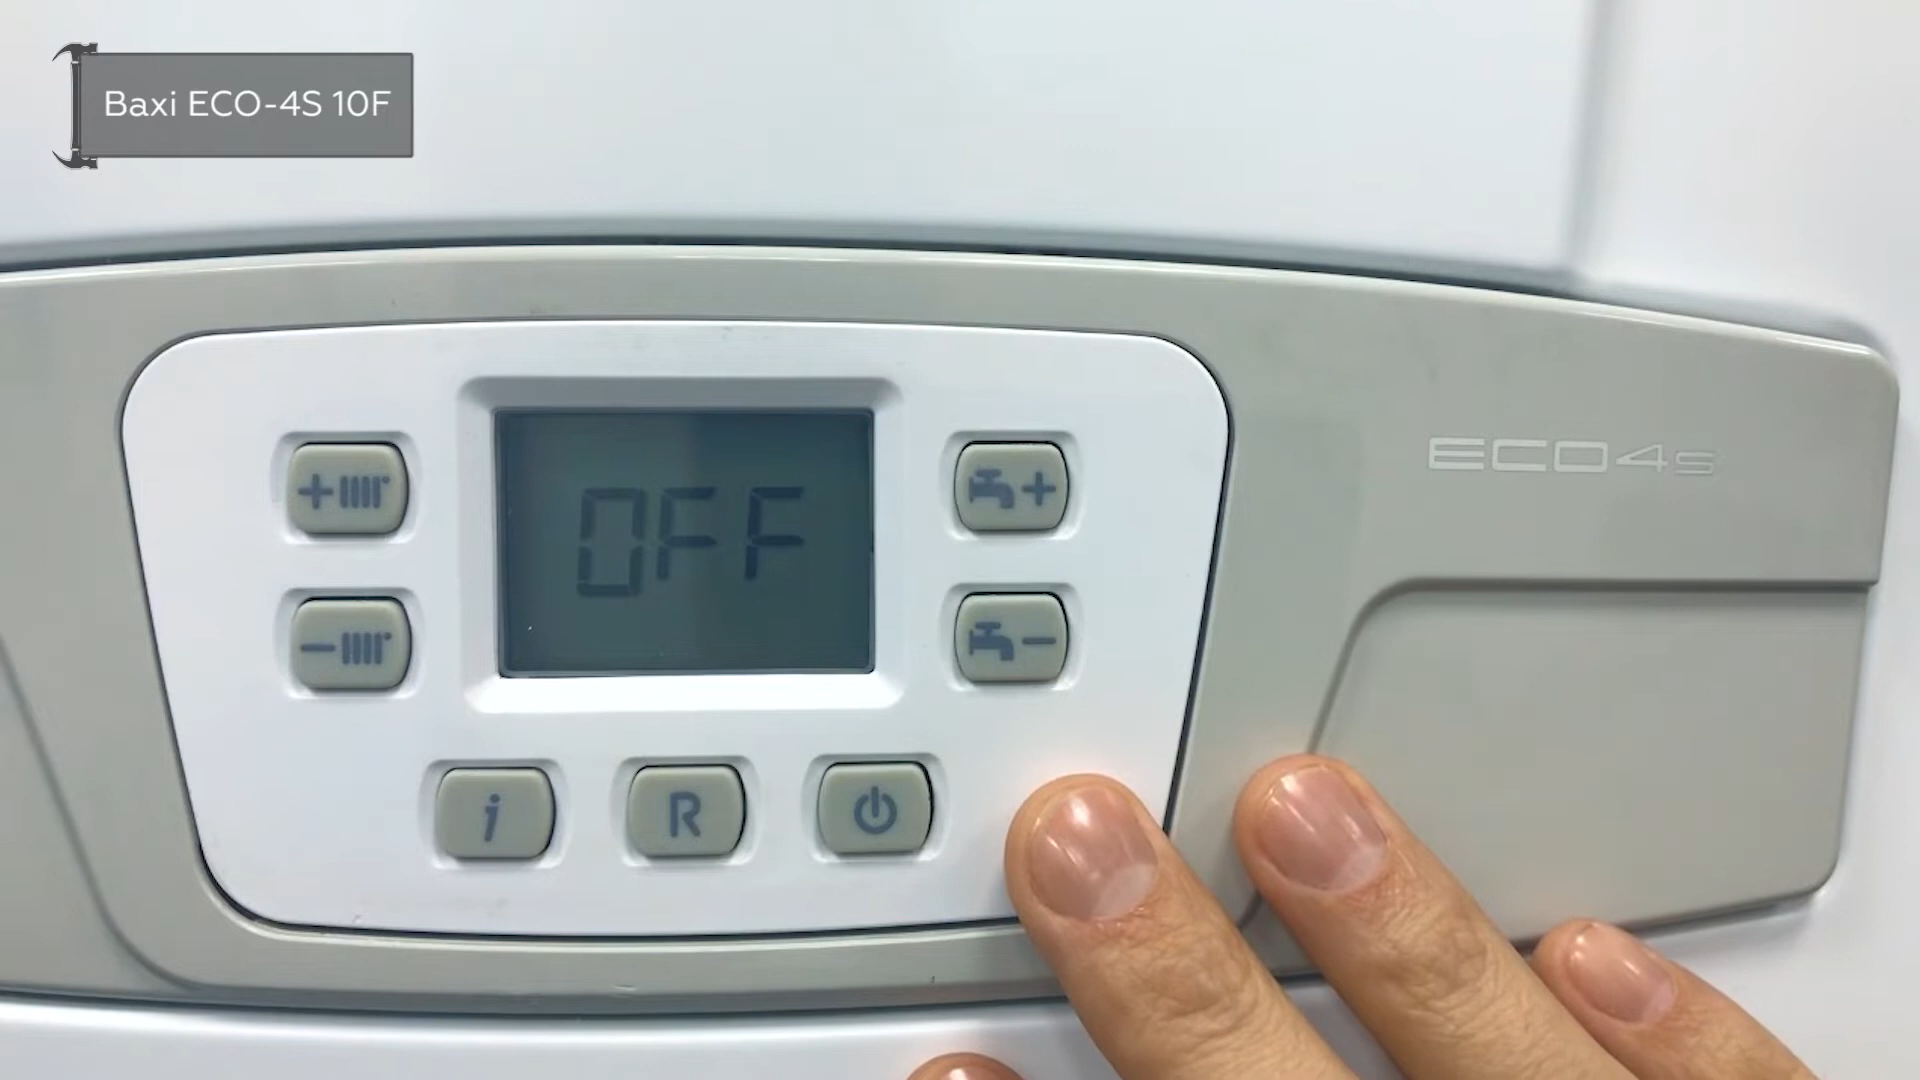 Baxi ECO-4S 10F
ECO4s
+
+
OFF
-
-
i
R